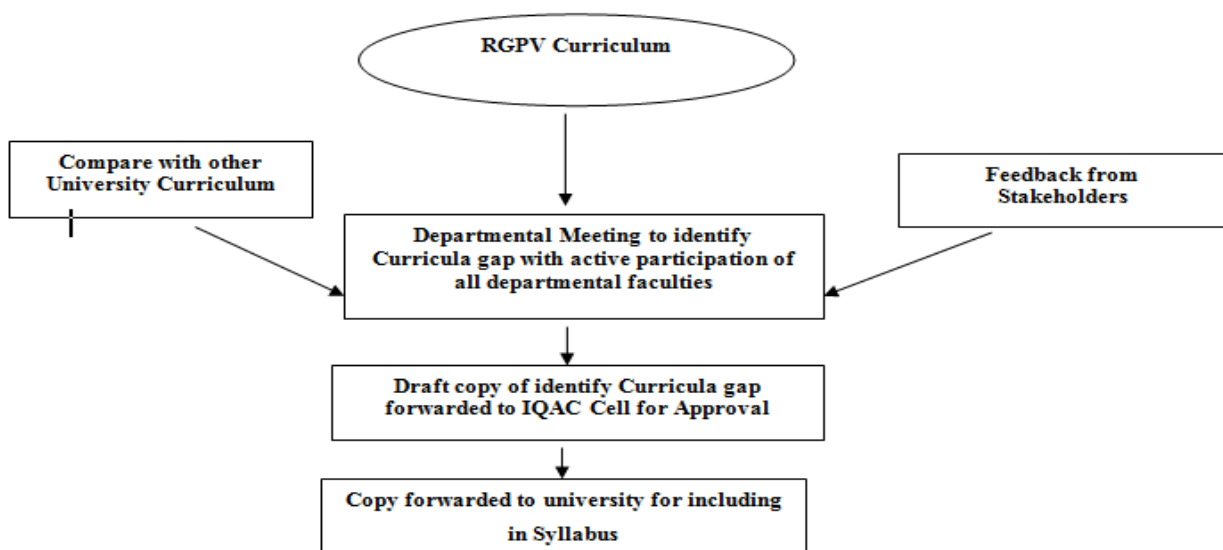 RGPV Curriculum
Compare with other
University Curriculum
Feedback from
Stakeholders
Departmental Meeting to identify
Curricula gap with active participation of
all departmental faculties
Draft copy of identify Curricula gap
forwarded to IQAC Cell for Approval
Copy forwarded to university for including
in Syllabus